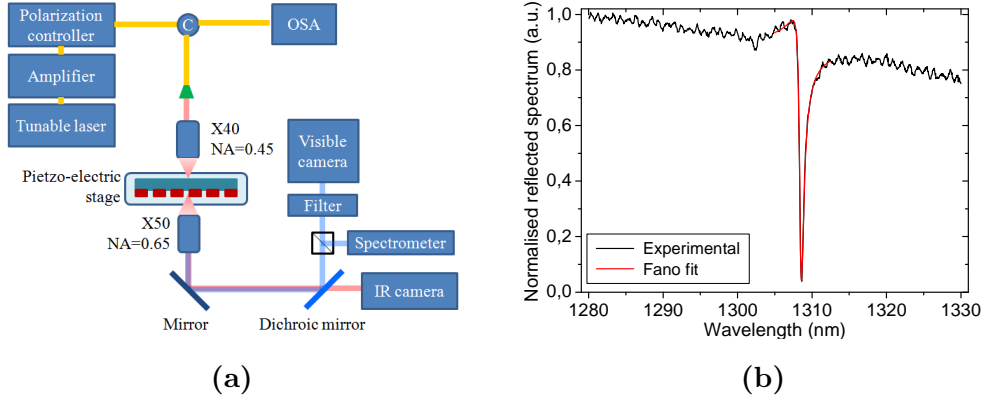 Polarization
controller
C
OSA
Amplifier
Tunable laser
X40
NA=0.45
Visible
camera
Pietzo-electric
stage
Filter
X50
NA=0.65
Spectrometer
IR camera
Mirror
Dichroic mirror
(a)
Normalised reflected spectrum (a.u.)
1,0
0,8
0,6
0,4
0,2
0,0
Experimental
Fano fit
1280 1290 1300 1310 1320 1330
Wavelength (nm)
(b)